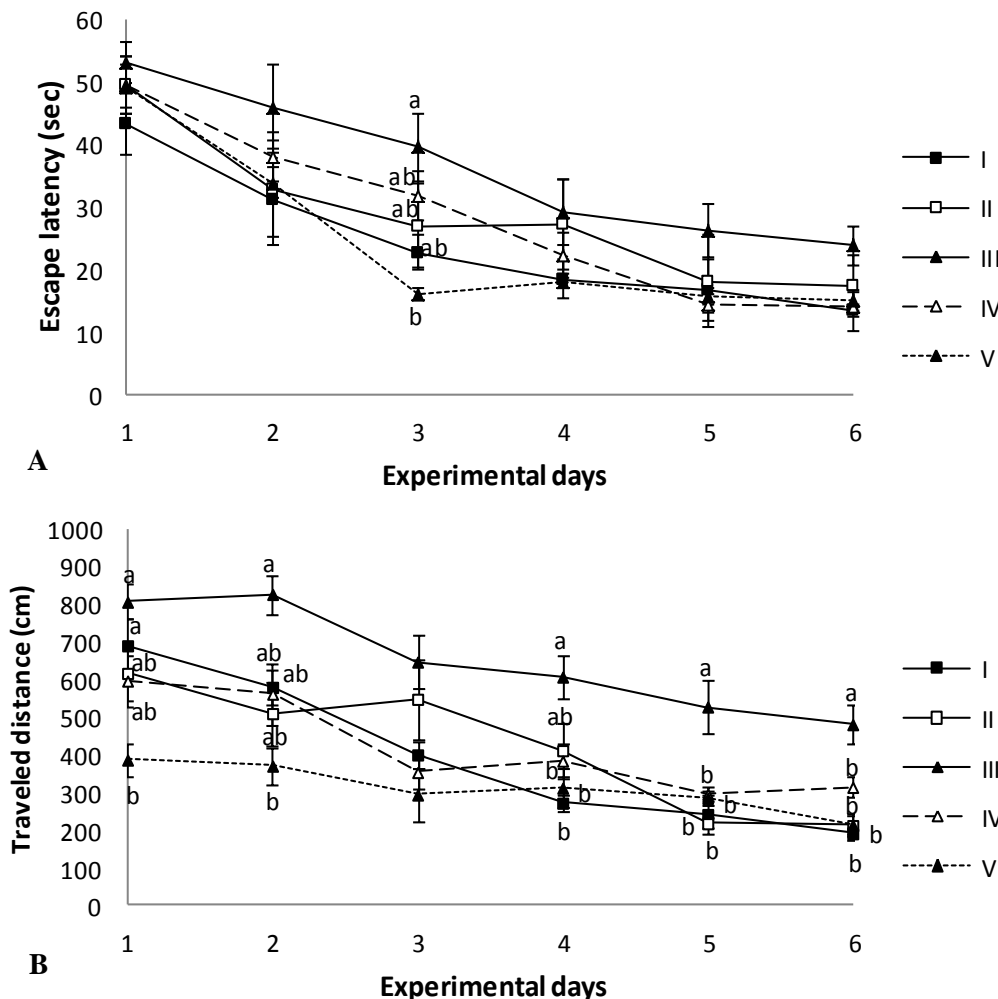 60
50
40
30
20
10
0
Escape latency (sec)
a
ab
ab
ab
b
1 2 3 4 5 6
Experimental days
A
I
II
III
IV
V
1000
900
800
700
600
500
400
300
200
100
0
Traveled distance (cm)
a
a
ab
ab
b
a
ab
ab
ab
b
a
ab
b
b
b
a
b
b
b
b
a
b
b
b
b
1 2 3 4 5 6
Experimental days
B
I
II
III
IV
V